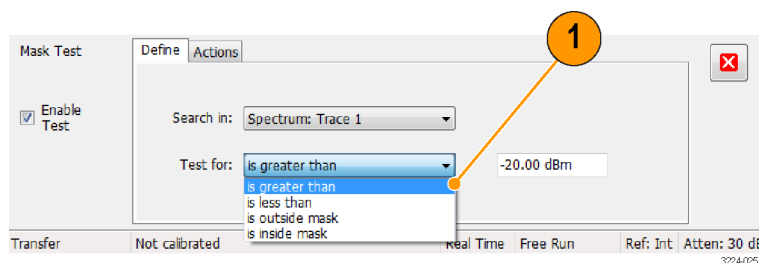 1
Mask Test
Define Actions
Enable Test
Search in: Spectrum: Trace 1
Test for: is greater than -20.00 dBm
is greater than
is less than
is outside mask
is inside mask
Transfer Not calibrated Real Time Free Run Ref: Int Atten: 30 dB
3224-025